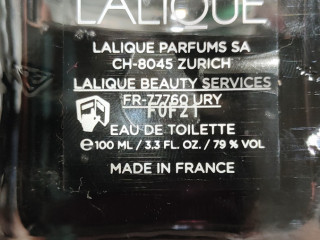 LALIQUE
LALIQUE PARFUMS SA
CH-8045 ZURICH
LALIQUE BEAUTY SERVICES
FR-77760 URY
EAU DE TOILETTE
℮ 100 ML / 3.3 FL. OZ. / 79 % VOL
MADE IN FRANCE